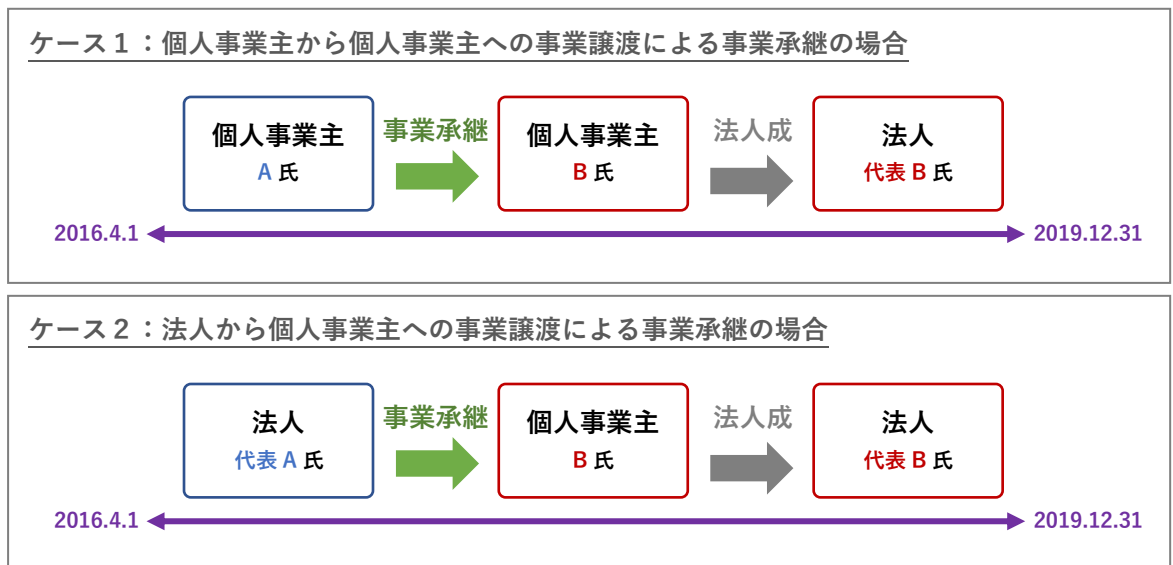 ケース１：個人事業主から個人事業主への事業譲渡による事業承継の場合
個人事業主
A 氏
事業承継
個人事業主
B 氏
法人成
法人
代表 B 氏
2016.4.1
2019.12.31
ケース２：法人から個人事業主への事業譲渡による事業承継の場合
法人
代表 A 氏
事業承継
個人事業主
B 氏
法人成
法人
代表 B 氏
2016.4.1
2019.12.31